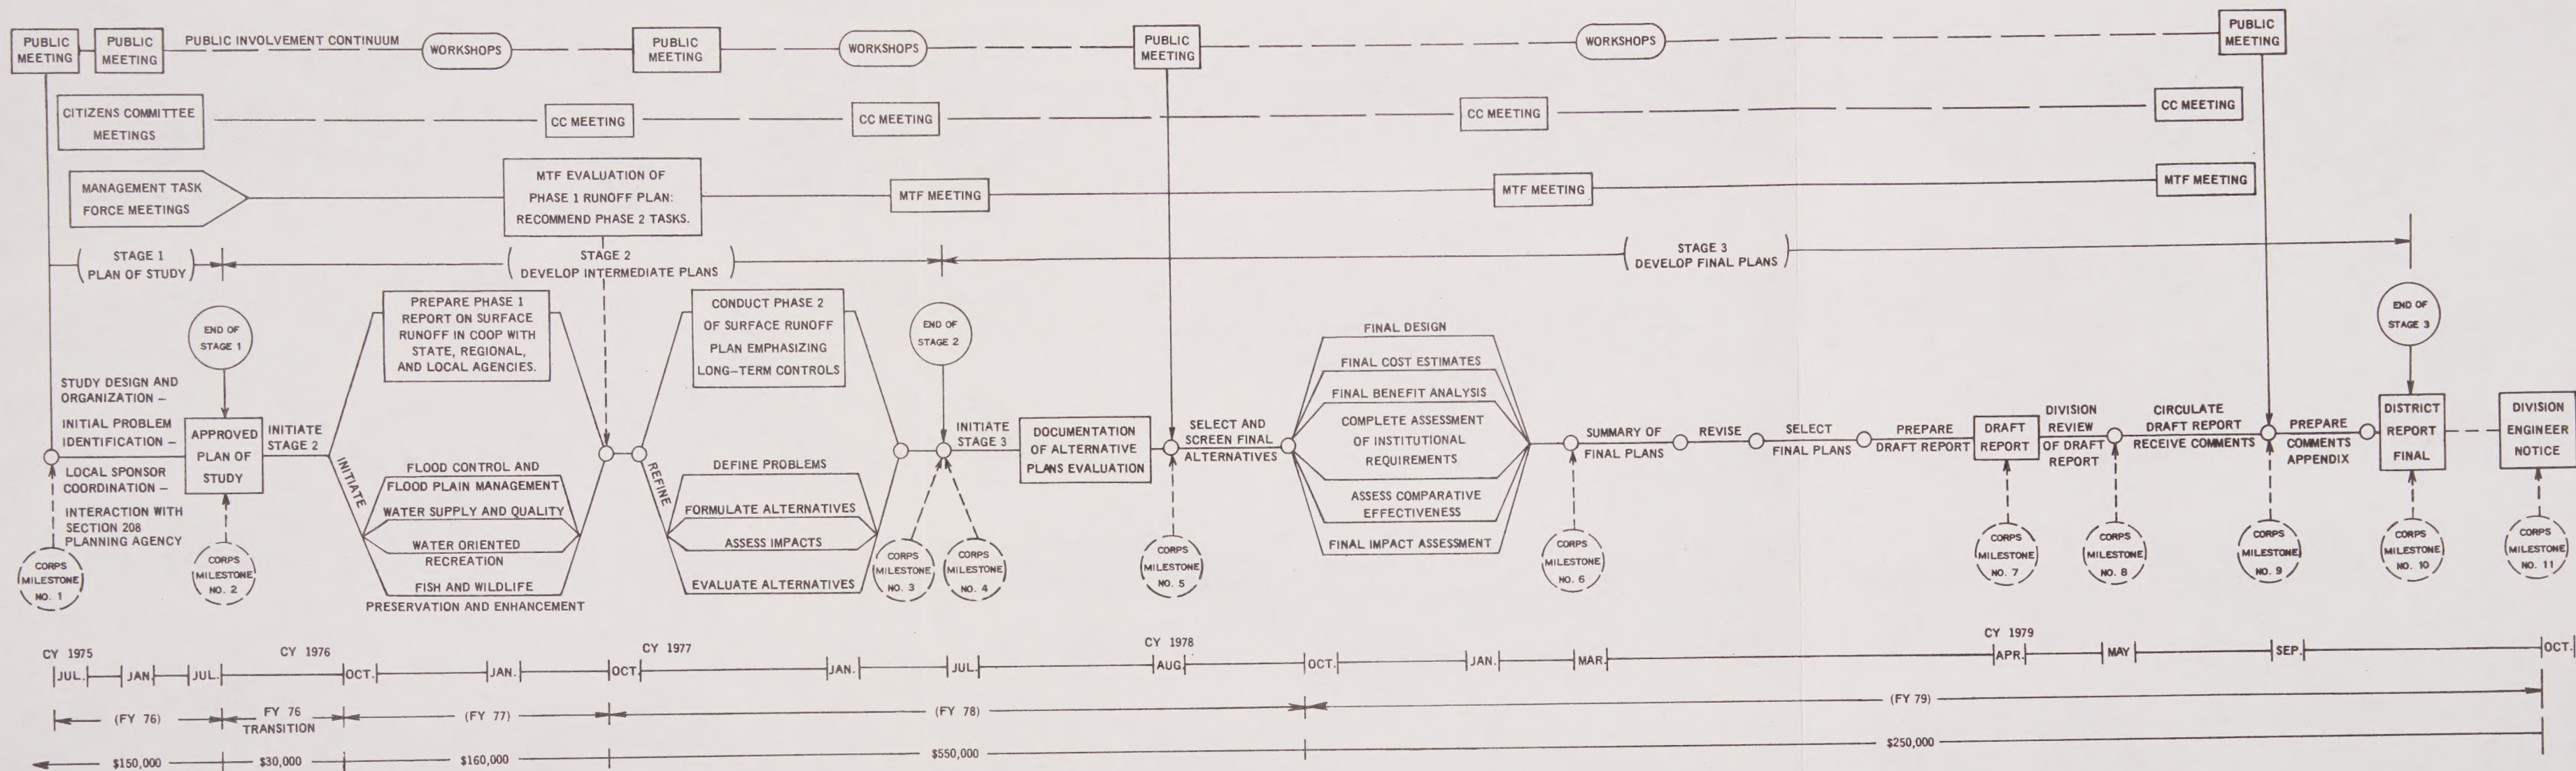 PUBLIC
MEETING
PUBLIC
MEETING
PUBLIC INVOLVEMENT CONTINUUM
WORKSHOPS
PUBLIC
MEETING
WORKSHOPS
PUBLIC
MEETING
WORKSHOPS
PUBLIC
MEETING
CITIZENS COMMITTEE
MEETINGS
CC MEETING
CC MEETING
CC MEETING
CC MEETING
MANAGEMENT TASK
FORCE MEETINGS
MTF EVALUATION OF
PHASE 1 RUNOFF PLAN:
RECOMMEND PHASE 2 TASKS.
MTF MEETING
MTF MEETING
MTF MEETING
STAGE 1
PLAN OF STUDY
STAGE 2
DEVELOP INTERMEDIATE PLANS
STAGE 3
DEVELOP FINAL PLANS
STUDY DESIGN AND
ORGANIZATION –
INITIAL PROBLEM
IDENTIFICATION –
LOCAL SPONSOR
COORDINATION –
INTERACTION WITH
SECTION 208
PLANNING AGENCY
END OF
STAGE 1
APPROVED
PLAN OF
STUDY
INITIATE
STAGE 2
PREPARE PHASE 1
REPORT ON SURFACE
RUNOFF IN COOP WITH
STATE, REGIONAL,
AND LOCAL AGENCIES.
INITIATE
FLOOD CONTROL AND
FLOOD PLAIN MANAGEMENT
WATER SUPPLY AND QUALITY
WATER ORIENTED
RECREATION
FISH AND WILDLIFE
PRESERVATION AND ENHANCEMENT
CONDUCT PHASE 2
OF SURFACE RUNOFF
PLAN EMPHASIZING
LONG–TERM CONTROLS
REFINE
DEFINE PROBLEMS
FORMULATE ALTERNATIVES
ASSESS IMPACTS
EVALUATE ALTERNATIVES
END OF
STAGE 2
INITIATE
STAGE 3
DOCUMENTATION
OF ALTERNATIVE
PLANS EVALUATION
SELECT AND
SCREEN FINAL
ALTERNATIVES
FINAL DESIGN
FINAL COST ESTIMATES
FINAL BENEFIT ANALYSIS
COMPLETE ASSESSMENT
OF INSTITUTIONAL
REQUIREMENTS
ASSESS COMPARATIVE
EFFECTIVENESS
FINAL IMPACT ASSESSMENT
SUMMARY OF
FINAL PLANS
REVISE
SELECT
FINAL PLANS
PREPARE
DRAFT REPORT
DRAFT
REPORT
DIVISION
REVIEW
OF DRAFT
REPORT
CIRCULATE
DRAFT REPORT
RECEIVE COMMENTS
PREPARE
COMMENTS
APPENDIX
END OF
STAGE 3
DISTRICT
REPORT
FINAL
DIVISION
ENGINEER
NOTICE
CORPS
MILESTONE
NO. 1
CORPS
MILESTONE
NO. 2
CORPS
MILESTONE
NO. 3
CORPS
MILESTONE
NO. 4
CORPS
MILESTONE
NO. 5
CORPS
MILESTONE
NO. 6
CORPS
MILESTONE
NO. 7
CORPS
MILESTONE
NO. 8
CORPS
MILESTONE
NO. 9
CORPS
MILESTONE
NO. 10
CORPS
MILESTONE
NO. 11
CY 1975
CY 1976
CY 1977
CY 1978
CY 1979
JUL.
JAN.
JUL.
OCT.
JAN.
OCT.
JAN.
JUL.
AUG
OCT.
JAN.
MAR.
APR.
MAY
SEP.
OCT.
(FY 76)
FY 76
TRANSITION
(FY 77)
(FY 78)
(FY 79)
$150,000
$30,000
$160,000
$550,000
$250,000